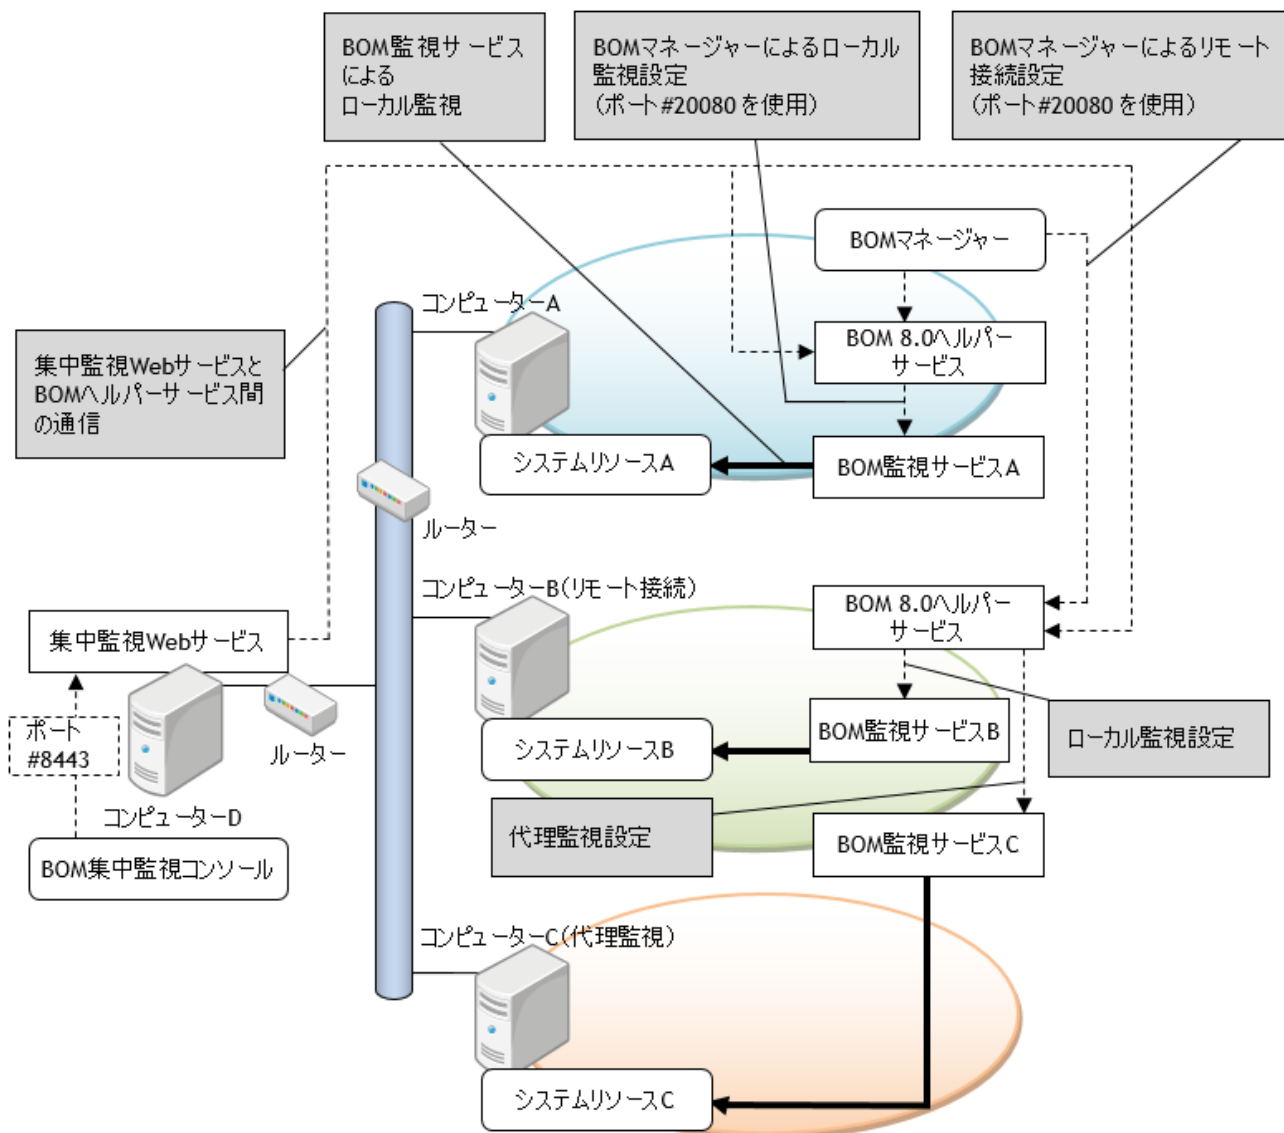 BOM監視サービス
による
ローカル監視
BOMマネージャーによるローカル
監視設定
（ポート#20080を使用）
BOMマネージャーによるリモート
接続設定
（ポート#20080を使用）
BOMマネージャー
コンピューターA
BOM 8.0ヘルパー
サービス
集中監視Webサービスと
BOMヘルパーサービス間
の通信
システムリソースA
BOM監視サービスA
ルーター
コンピューターB（リモート接続）
BOM 8.0ヘルパー
サービス
集中監視Webサービス
ポート
#8443
ルーター
システムリソースB
BOM監視サービスB
ローカル監視設定
コンピューターD
代理監視設定
BOM監視サービスC
BOM集中監視コンソール
コンピューターC（代理監視）
システムリソースC